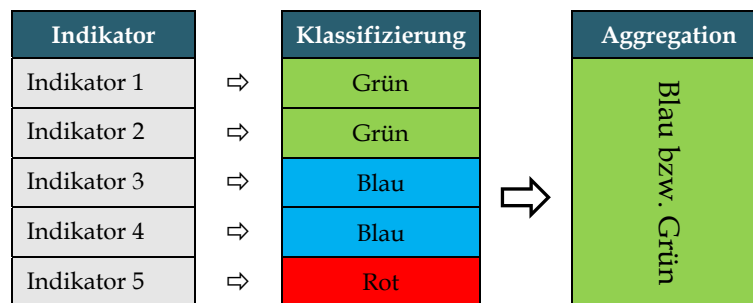 Indikator
Klassifizierung
Aggregation
Indikator 1
⇨
Grün
Indikator 2
⇨
Grün
Indikator 3
⇨
Blau
Indikator 4
⇨
Blau
Indikator 5
⇨
Rot
Blau bzw. Grün